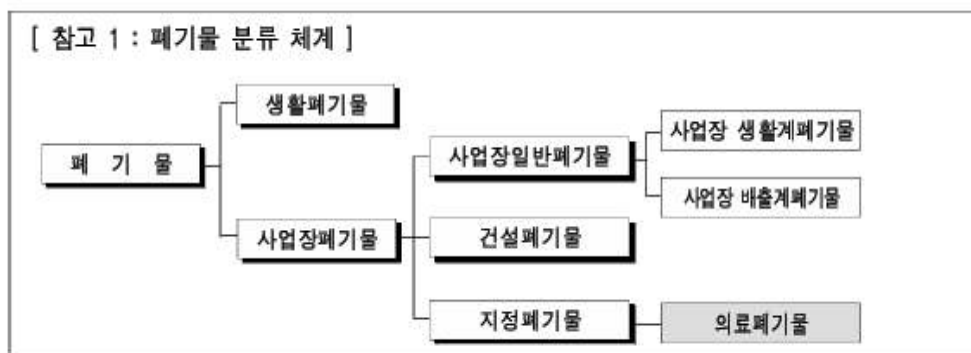 [ 참고 1 : 폐기물 분류 체계 ]
생활폐기물
사업장 생활계폐기물
폐 기 물
사업장일반폐기물
사업장 배출계폐기물
사업장폐기물
건설폐기물
지정폐기물
의료폐기물